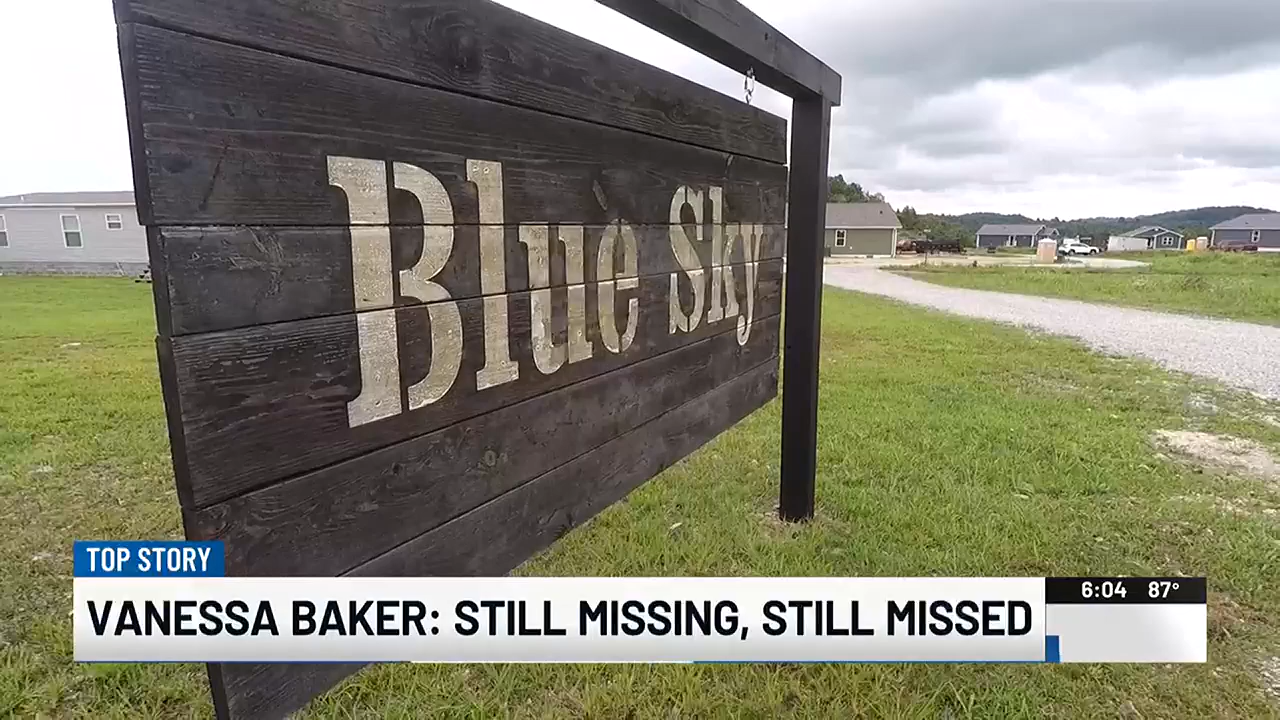 Blue Sky
TOP STORY
VANESSA BAKER: STILL MISSING, STILL MISSED
6:04 87°